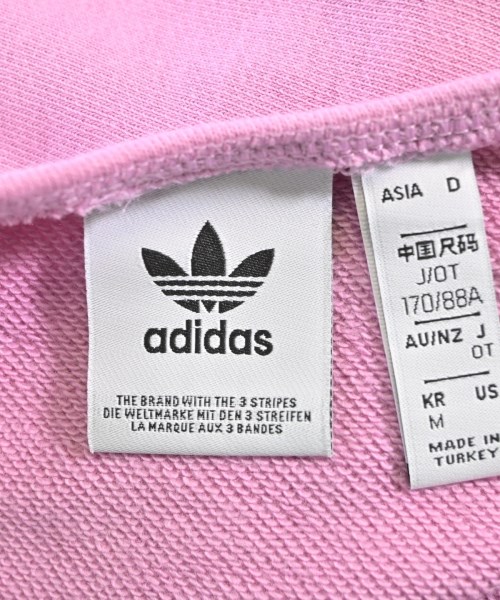 adidas
THE BRAND WITH THE 3 STRIPES
DIE WELTMARKE MIT DEN 3 STREIFEN
LA MARQUE AUX 3 BANDES
ASIA D
中国尺码
J/OT
170/88A
AU/NZ J
OT
KR US
M
MADE IN
TURKEY